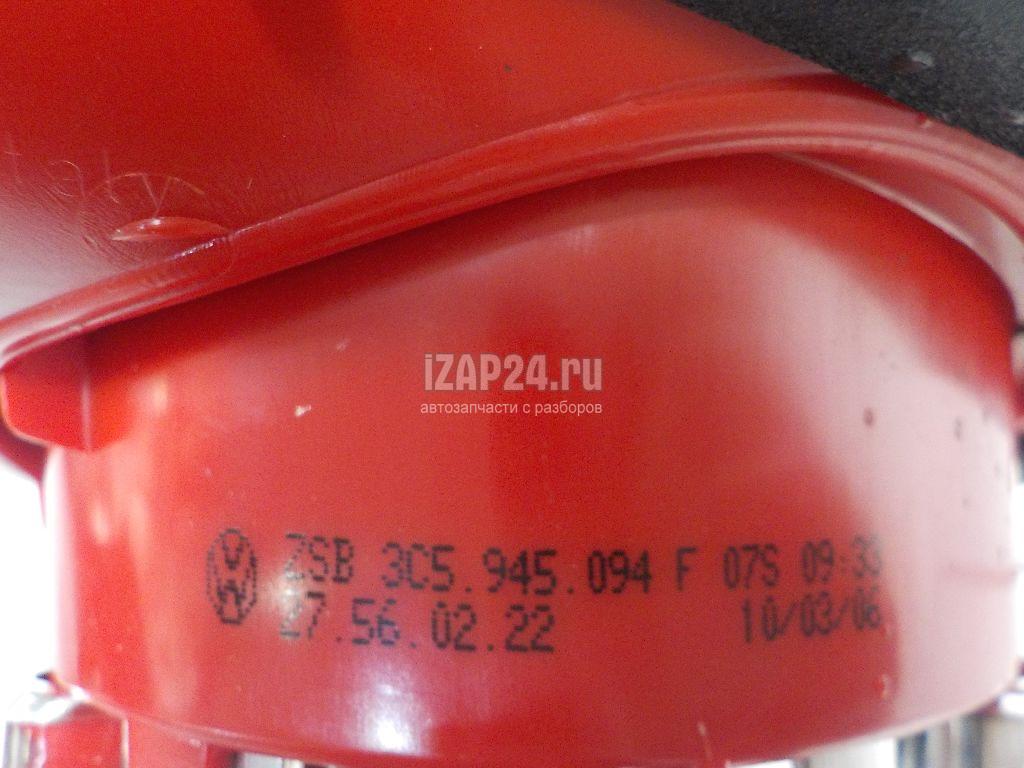 iZAP24.ru
автозапчасти с разборов
ZSB 3C5.945.094 F 07S 09:33
27.56.02.22 10/03/06